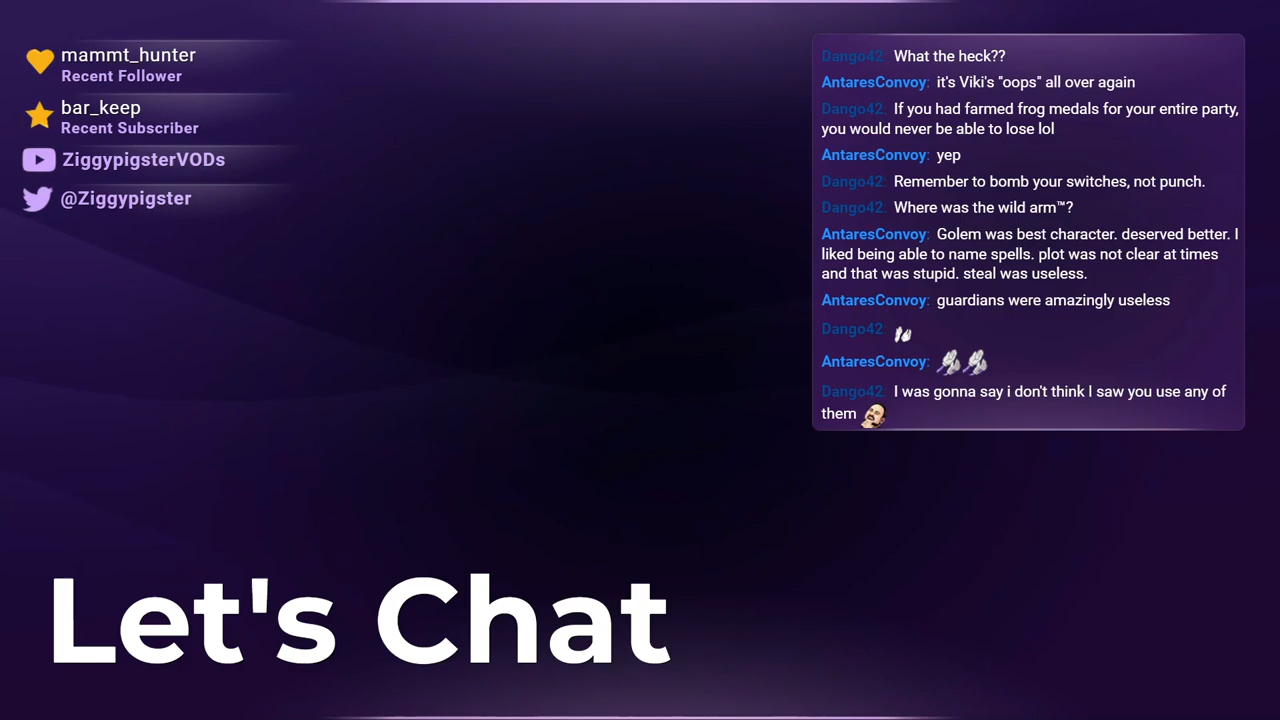 mammt_hunter
Recent Follower
bar_keep
Recent Subscriber
ZiggypigsterVODs
@Ziggypigster
Dango42: What the heck??
AntaresConvoy: it's Viki's "oops" all over again
Dango42: If you had farmed frog medals for your entire party,
you would never be able to lose lol
AntaresConvoy: yep
Dango42: Remember to bomb your switches, not punch.
Dango42: Where was the wild arm™?
AntaresConvoy: Golem was best character. deserved better. I
liked being able to name spells. plot was not clear at times
and that was stupid. steal was useless.
AntaresConvoy: guardians were amazingly useless
Dango42:
AntaresConvoy:
Dango42: I was gonna say i don't think I saw you use any of
them
Let's Chat